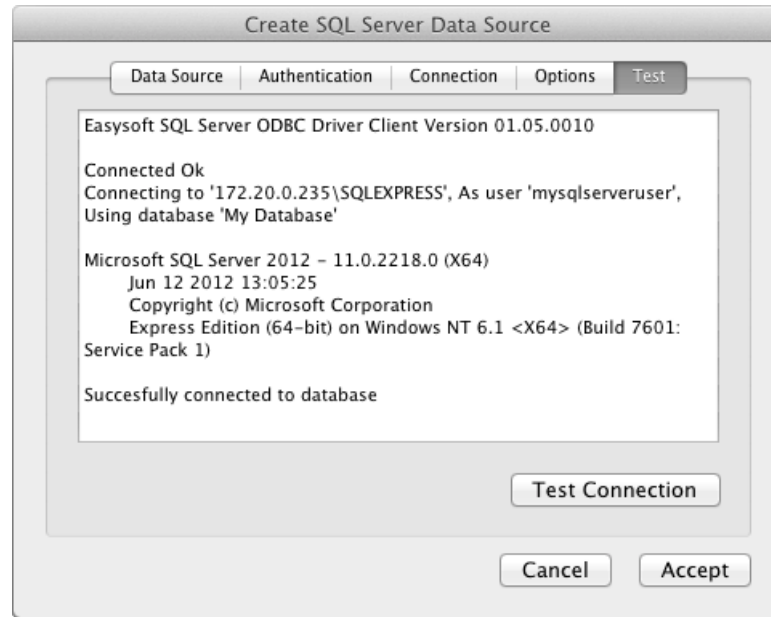 Create SQL Server Data Source
Data Source Authentication Connection Options Test
Easysoft SQL Server ODBC Driver Client Version 01.05.0010
Connected Ok
Connecting to '172.20.0.235\SQLEXPRESS', As user 'mysqlserveruser',
Using database 'My Database'
Microsoft SQL Server 2012 – 11.0.2218.0 (X64)
Jun 12 2012 13:05:25
Copyright (c) Microsoft Corporation
Express Edition (64-bit) on Windows NT 6.1 <X64> (Build 7601:
Service Pack 1)
Succesfully connected to database
Test Connection
Cancel Accept